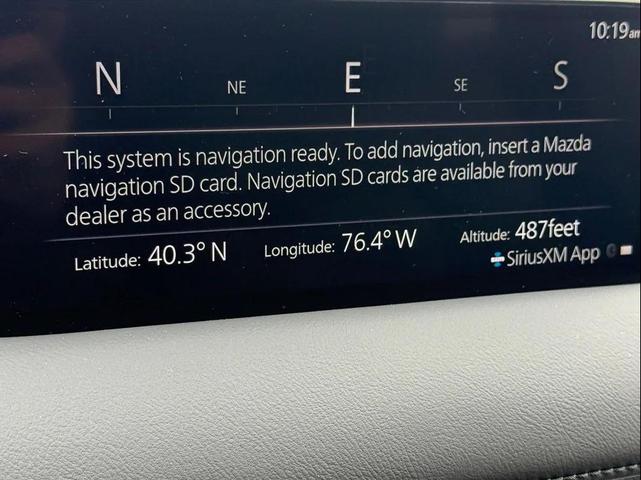 10:19am
N NE E SE S
This system is navigation ready. To add navigation, insert a Mazda
navigation SD card. Navigation SD cards are available from your
dealer as an accessory.
Latitude: 40.3° N Longitude: 76.4° W Altitude: 487feet
SiriusXM App